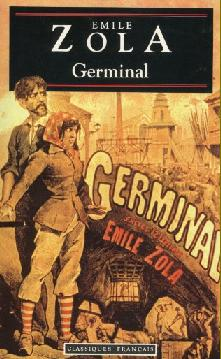 EMILE
ZOLA
Germinal
GERMINAL
EMILE
ZOLA
CLASSIQUES FRANÇAIS